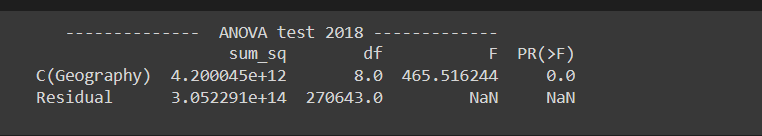 -------------- ANOVA test 2018 -------------
sum_sq df F PR(>F)
C(Geography) 4.200045e+12 8.0 465.516244 0.0
Residual 3.052291e+14 270643.0 NaN NaN